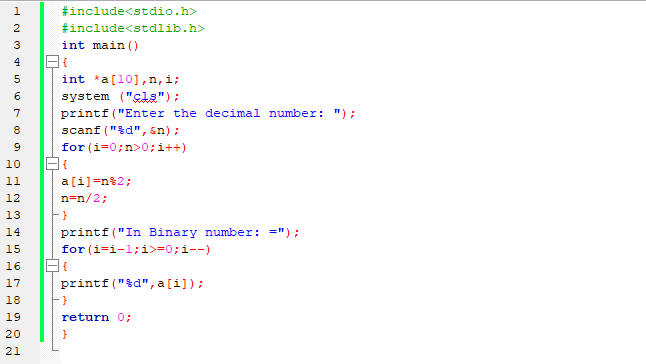 1 #include<stdio.h>
2 #include<stdlib.h>
3 int main()
4 {
5 int *a[10],n,i;
6 system ("cls");
7 printf("Enter the decimal number: ");
8 scanf("%d",&n);
9 for(i=0;n>0;i++)
10 {
11 a[i]=n%2;
12 n=n/2;
13 }
14 printf("In Binary number: =");
15 for(i=i-1;i>=0;i--)
16 {
17 printf("%d",a[i]);
18 }
19 return 0;
20 }
21